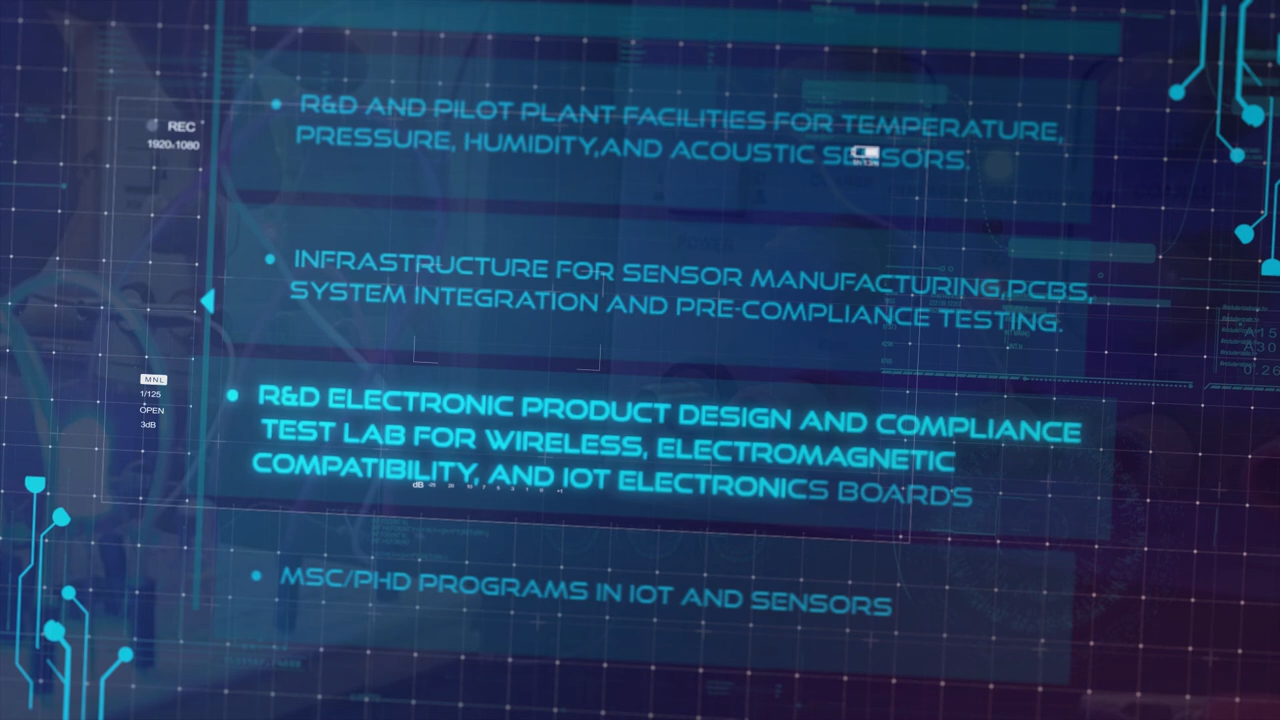 R&D AND PILOT PLANT FACILITIES FOR TEMPERATURE,
PRESSURE, HUMIDITY,AND ACOUSTIC SENSORS.
REC
1920x1080
INFRASTRUCTURE FOR SENSOR MANUFACTURING,PCBS,
SYSTEM INTEGRATION AND PRE-COMPLIANCE TESTING.
MNL
1/125
OPEN
3dB
R&D ELECTRONIC PRODUCT DESIGN AND COMPLIANCE
TEST LAB FOR WIRELESS, ELECTROMAGNETIC
COMPATIBILITY, AND IOT ELECTRONICS BOARDS
dB
MSC/PHD PROGRAMS IN IOT AND SENSORS